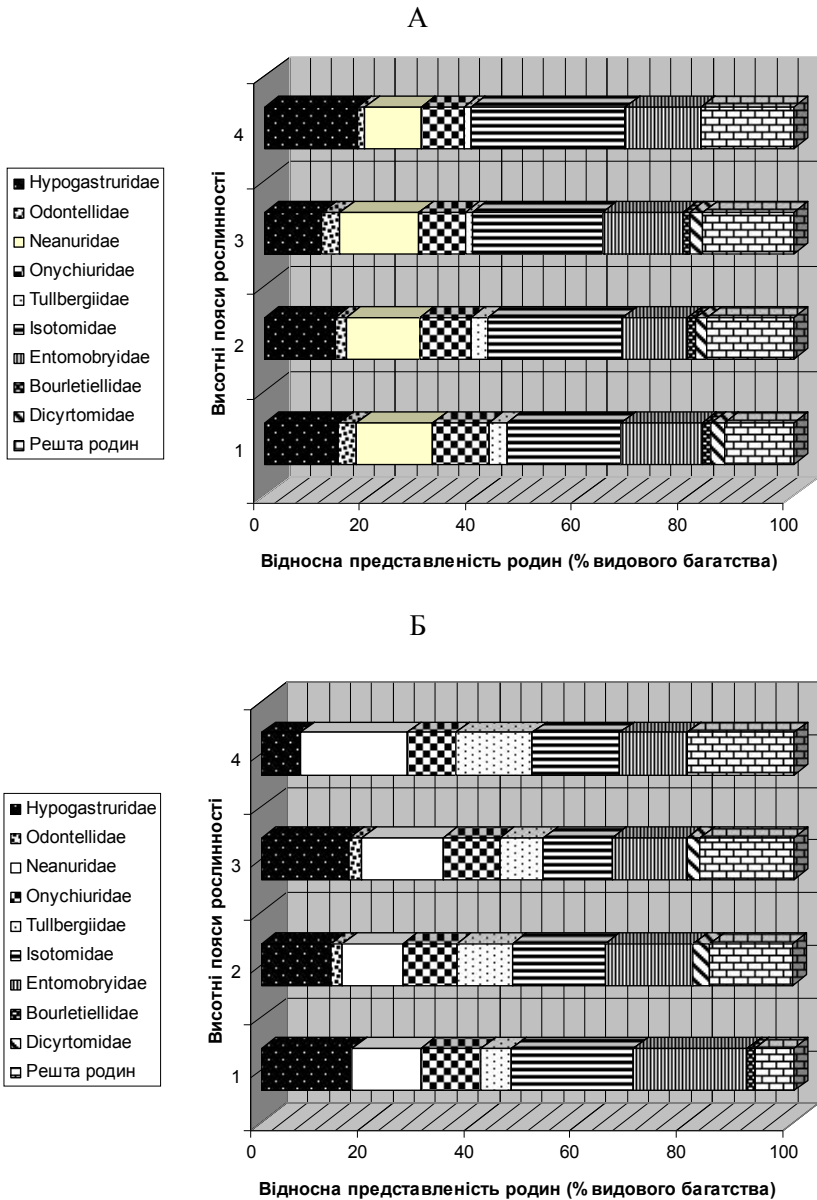 А
Hypogastruridae
Odontellidae
Neanuridae
Onychiuridae
Tullbergiidae
Isotomidae
Entomobryidae
Bourletiellidae
Dicyrtomidae
Решта родин
Висотні пояси рослинності
4
3
2
1
0 20 40 60 80 100
Відносна представленість родин (% видового багатства)
Б
Hypogastruridae
Odontellidae
Neanuridae
Onychiuridae
Tullbergiidae
Isotomidae
Entomobryidae
Bourletiellidae
Dicyrtomidae
Решта родин
Висотні пояси рослинності
4
3
2
1
0 20 40 60 80 100
Відносна представленість родин (% видового багатства)